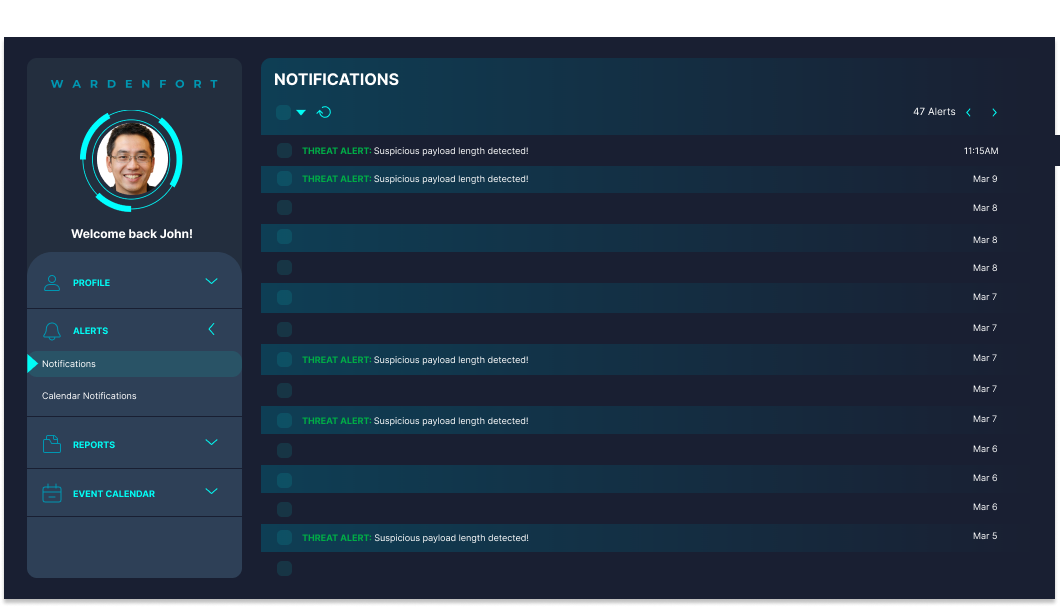 WARDENFORT
Welcome back John!
PROFILE
ALERTS
Notifications
Calendar Notifications
REPORTS
EVENT CALENDAR
NOTIFICATIONS
47 Alerts
THREAT ALERT: Suspicious payload length detected! 11:15AM
THREAT ALERT: Suspicious payload length detected! Mar 9
Mar 8
Mar 8
Mar 8
Mar 7
Mar 7
THREAT ALERT: Suspicious payload length detected! Mar 7
Mar 7
THREAT ALERT: Suspicious payload length detected! Mar 7
Mar 6
Mar 6
Mar 6
THREAT ALERT: Suspicious payload length detected! Mar 5